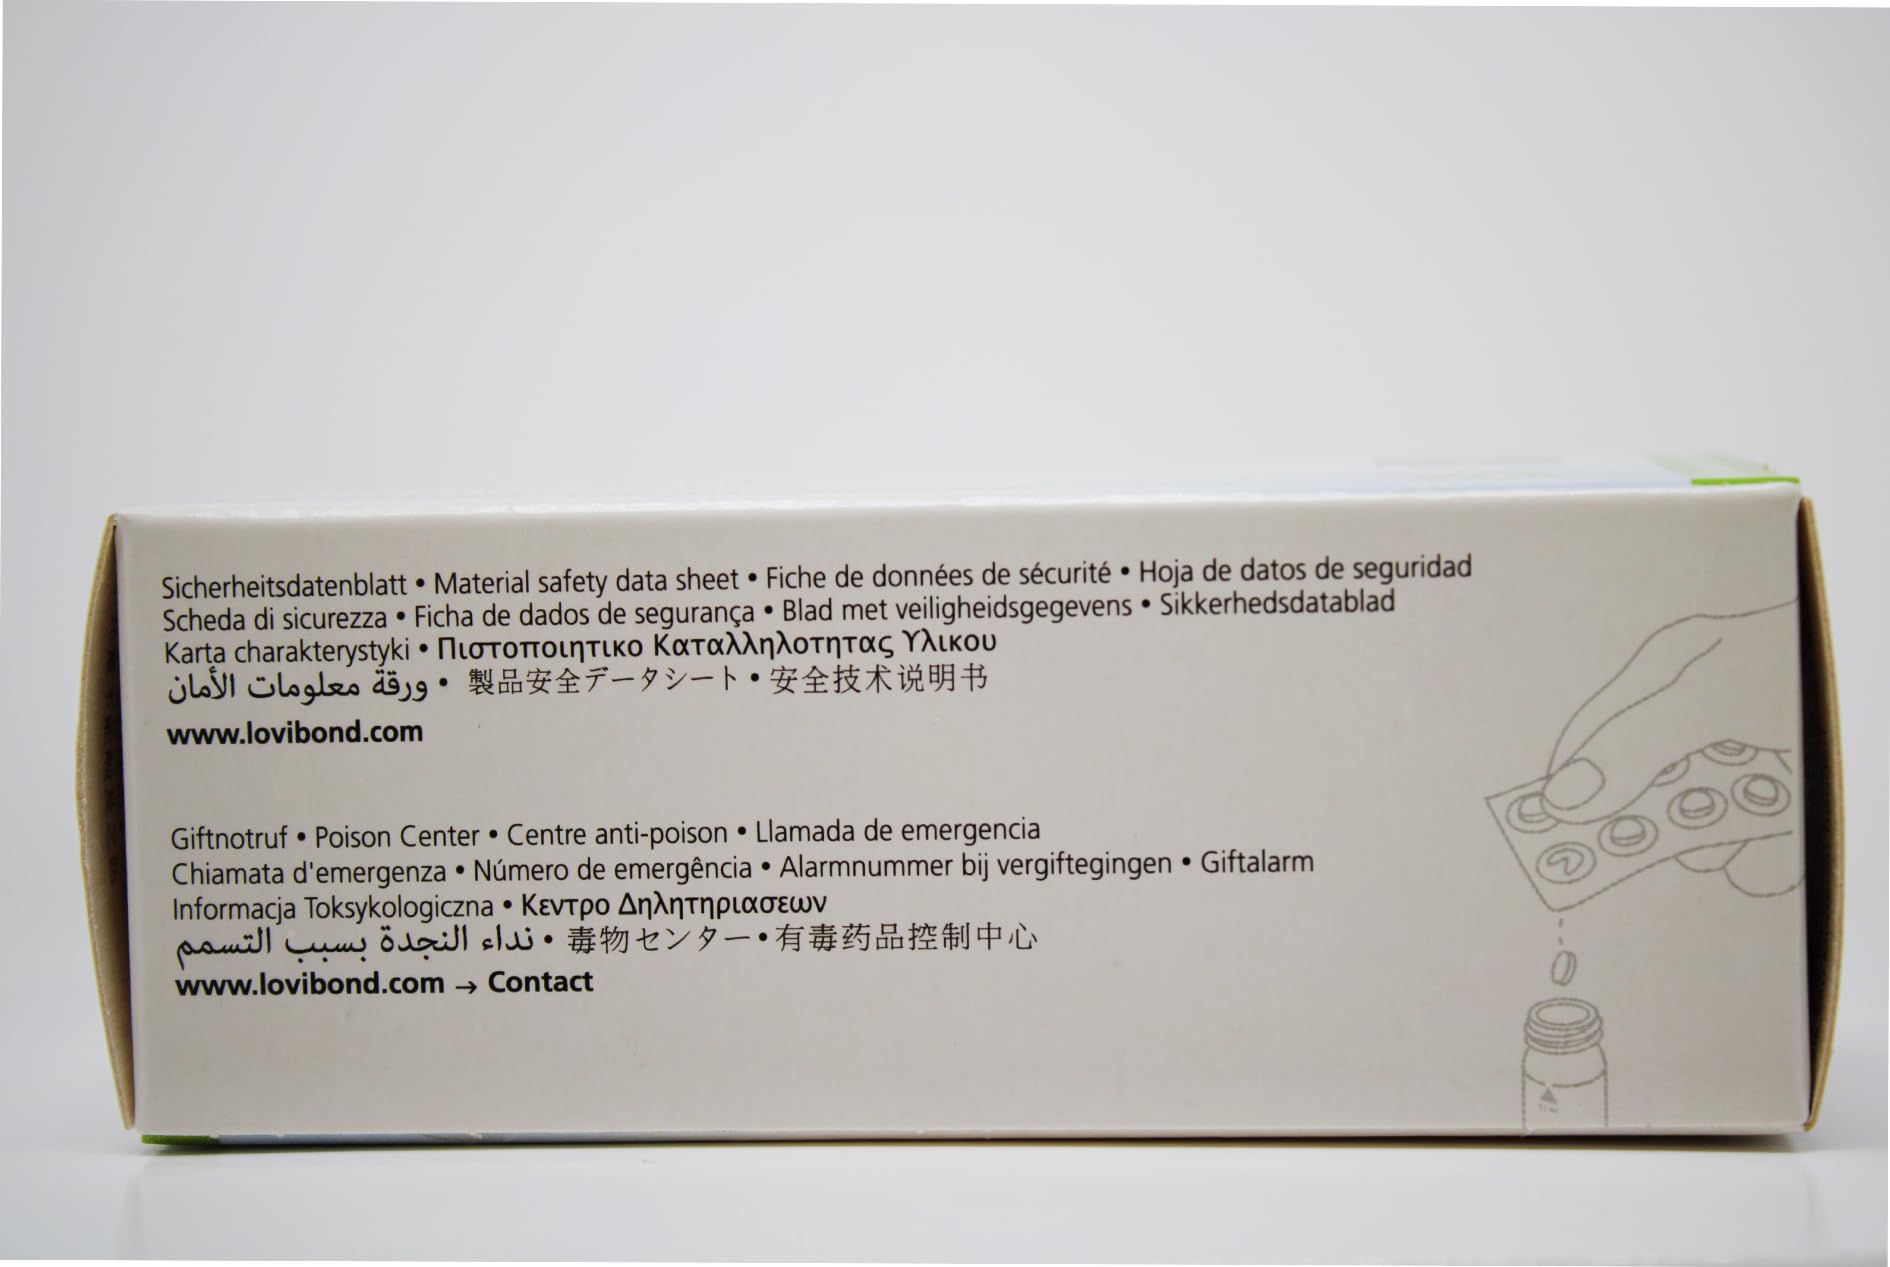 Sicherheitsdatenblatt • Material safety data sheet • Fiche de données de sécurité • Hoja de datos de seguridad
Scheda di sicurezza • Ficha de dados de segurança • Blad met veiligheidsgegevens • Sikkerhedsdatablad
Karta charakterystyki • Πιστοποιητικο Καταλληλοτητας Υλικου
ورقة معلومات الأمان • 製品安全データシート • 安全技术说明书
www.lovibond.com
Giftnotruf • Poison Center • Centre anti-poison • Llamada de emergencia
Chiamata d'emergenza • Número de emergência • Alarmnummer bij vergiftegingen • Giftalarm
Informacja Toksykologiczna • Κεντρο Δηλητηριασεων
نداء النجدة بسبب التسمم • 毒物センター • 有毒药品控制中心
www.lovibond.com → Contact